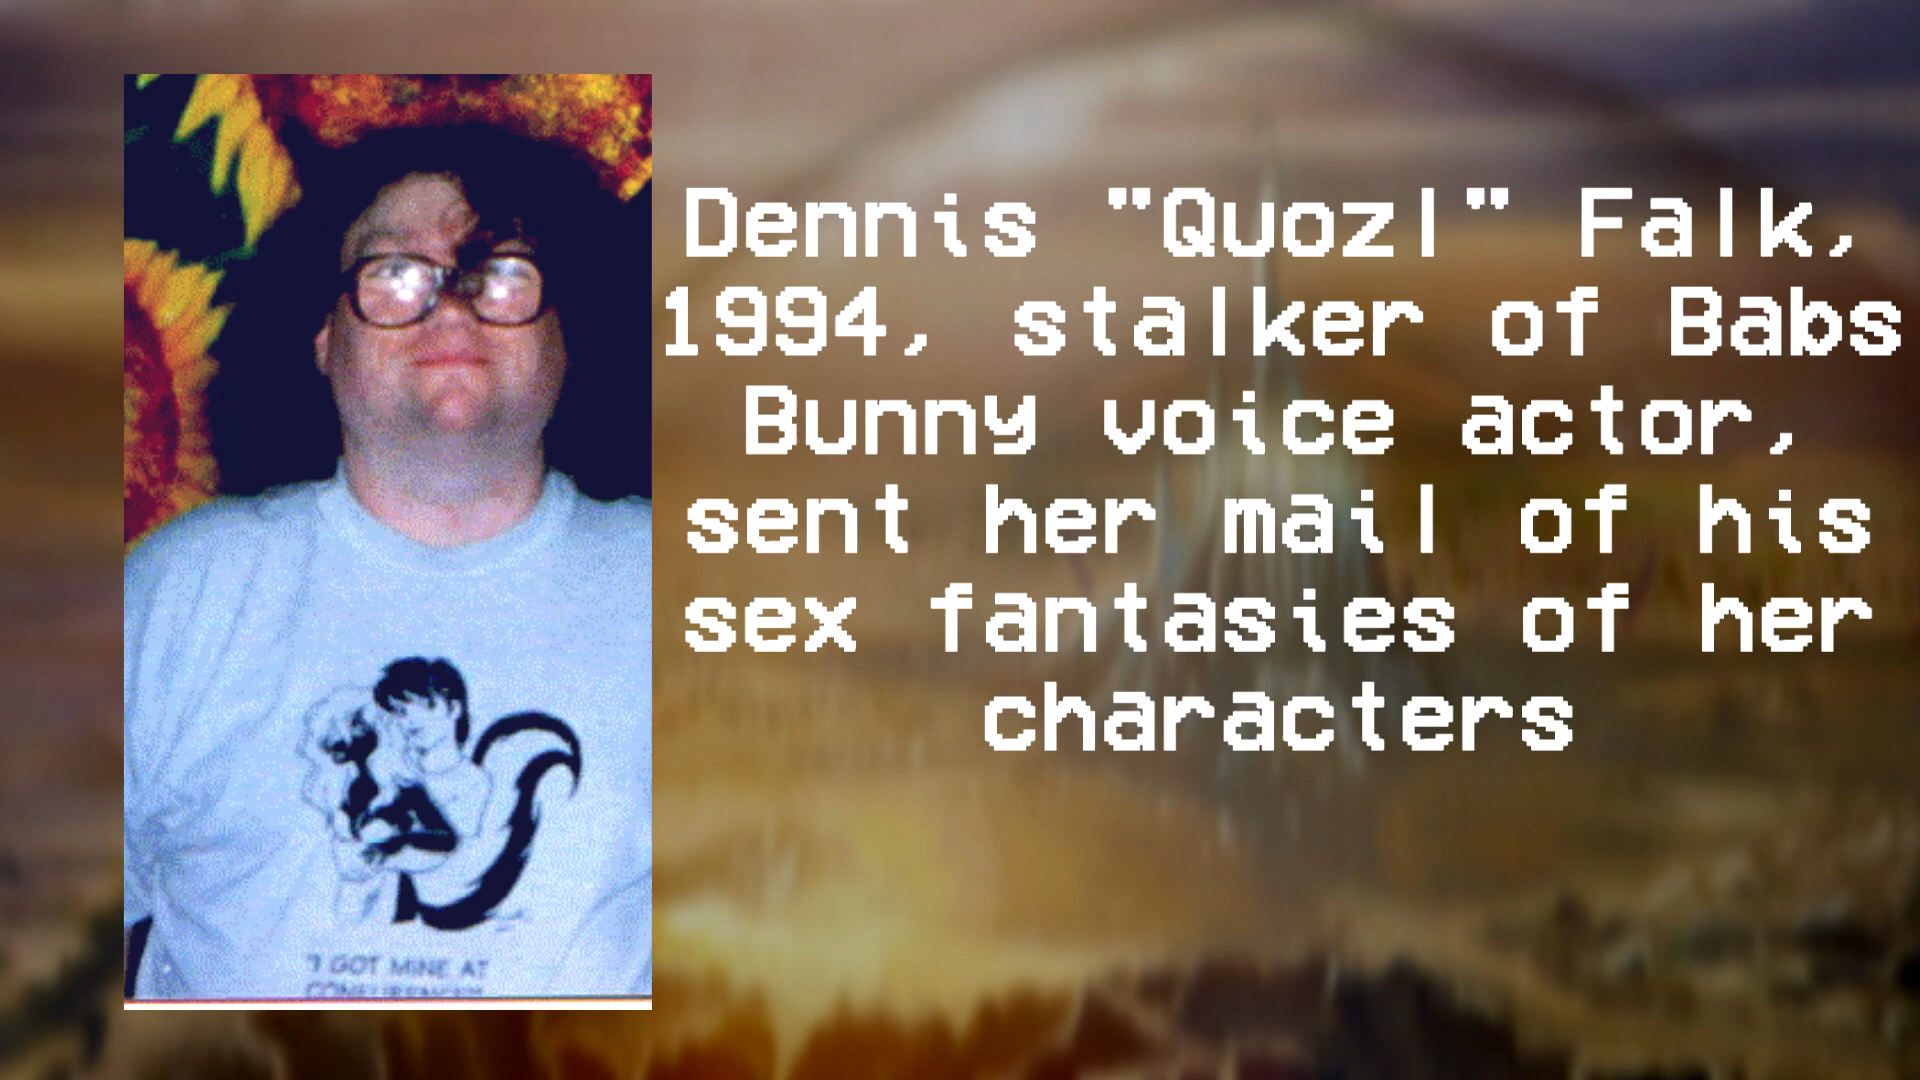 Dennis "Quozl" Falk,
1994, stalker of Babs
Bunny voice actor,
sent her mail of his
sex fantasies of her
characters
"I GOT MINE AT